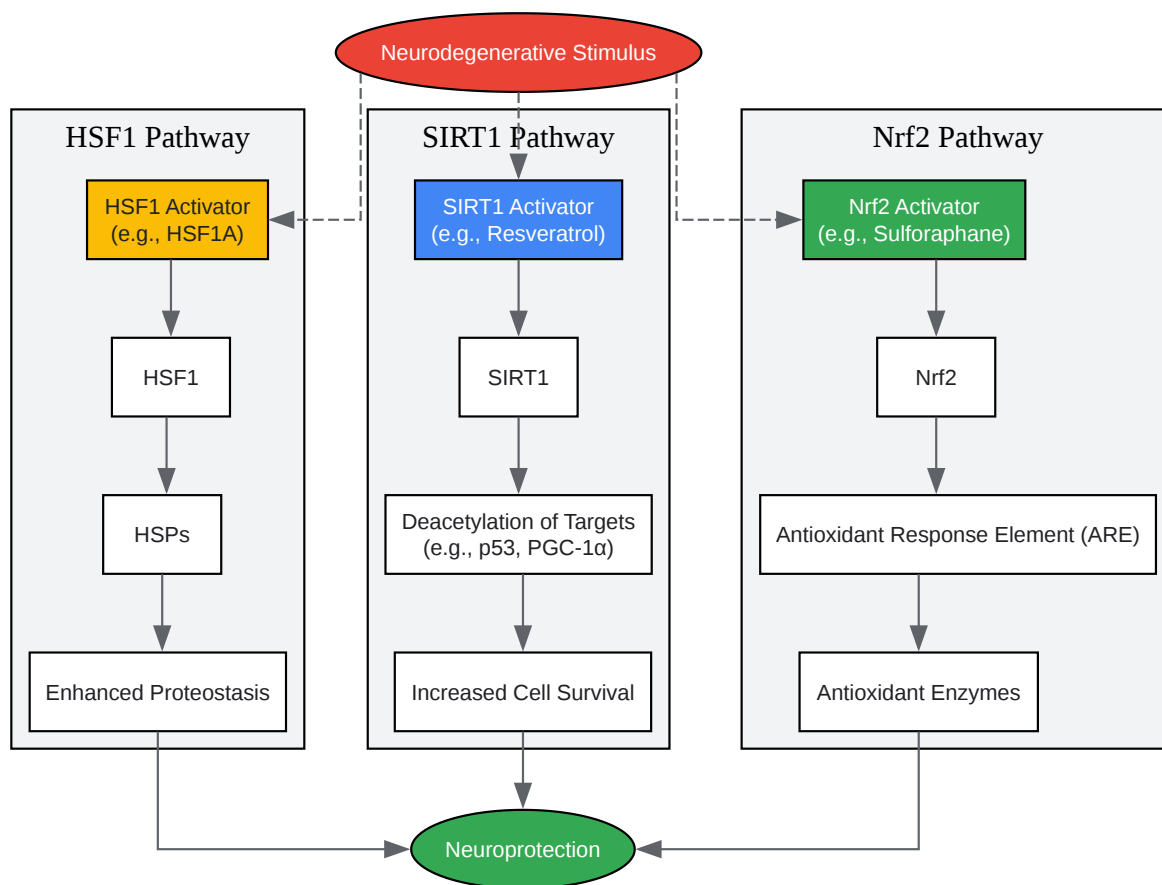 Neurodegenerative Stimulus
HSF1 Pathway
SIRT1 Pathway
Nrf2 Pathway
HSF1 Activator
(e.g., HSF1A)
SIRT1 Activator
(e.g., Resveratrol)
Nrf2 Activator
(e.g., Sulforaphane)
HSF1
SIRT1
Nrf2
HSPs
Deacetylation of Targets
(e.g., p53, PGC-1α)
Antioxidant Response Element (ARE)
Enhanced Proteostasis
Increased Cell Survival
Antioxidant Enzymes
Neuroprotection